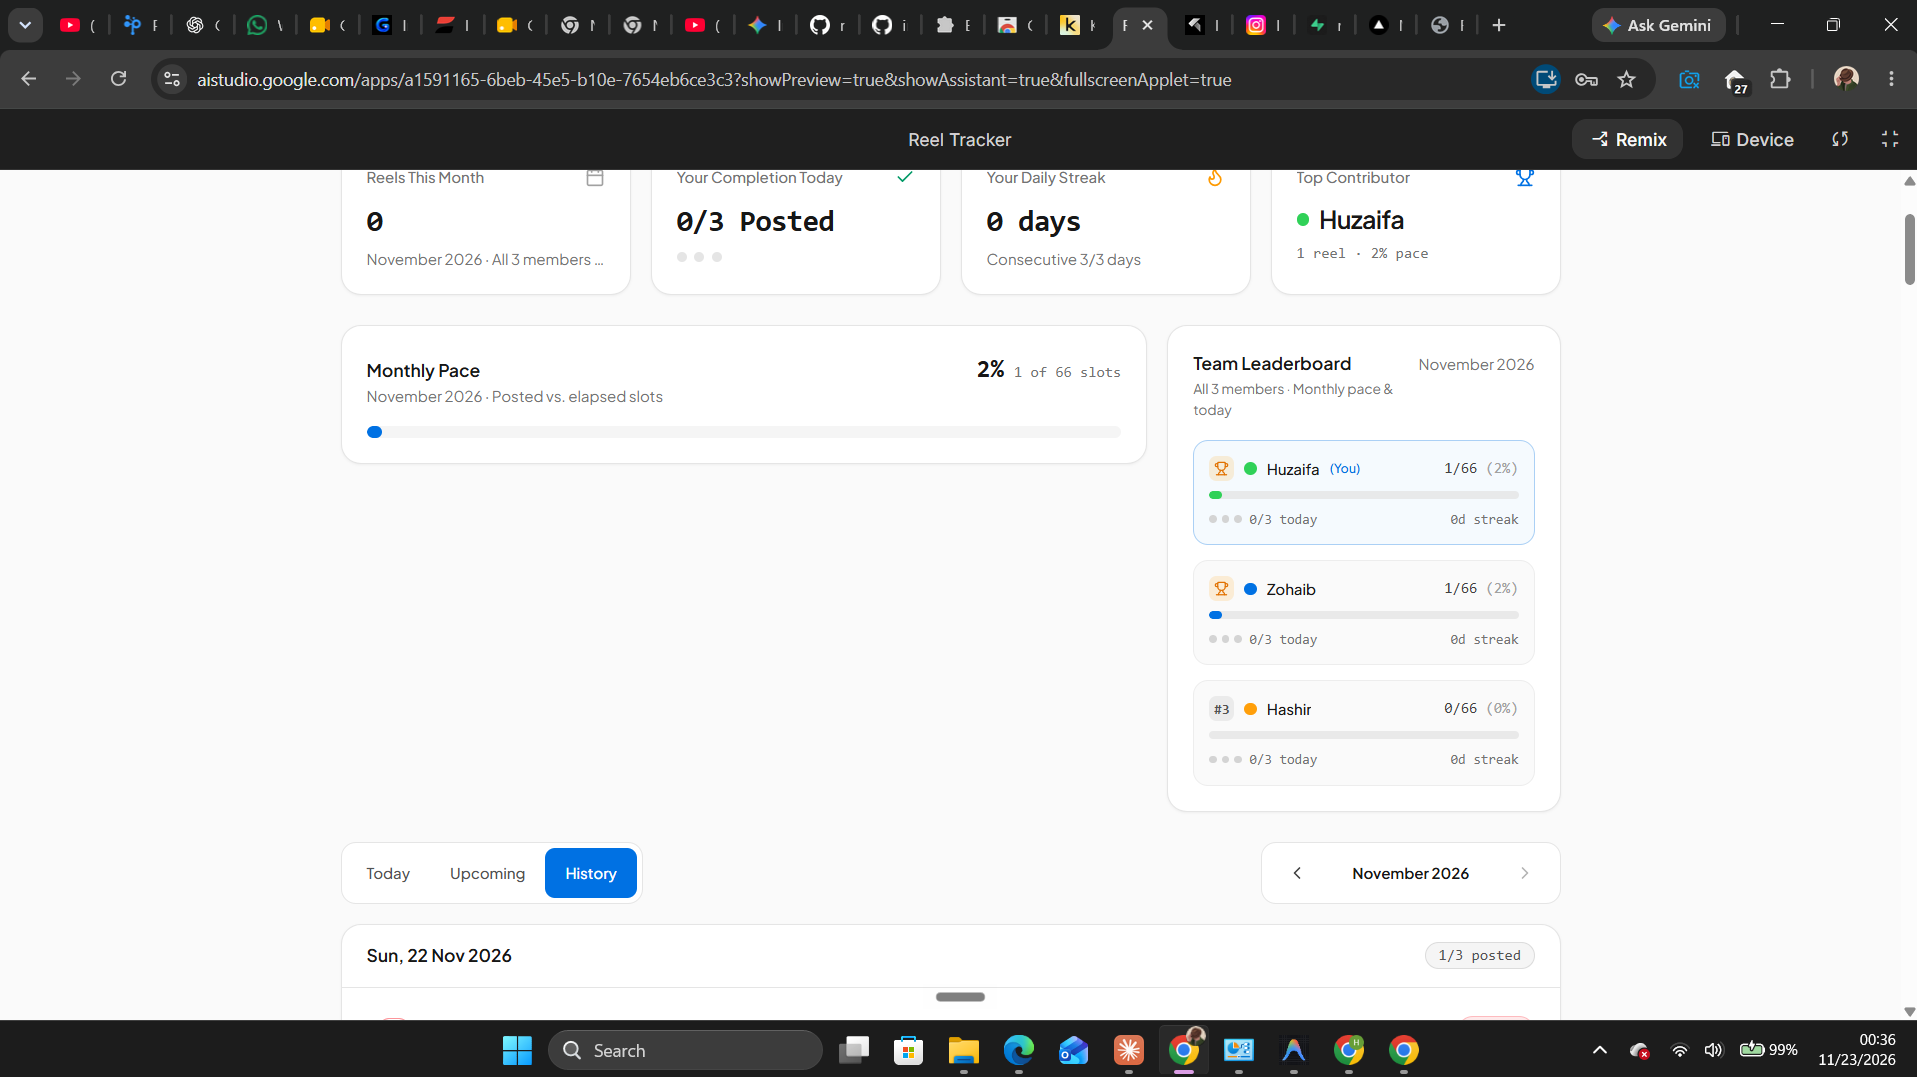 Ask Gemini
aistudio.google.com/apps/a1591165-6beb-45e5-b10e-7654eb6ce3c3?showPreview=true&showAssistant=true&fullscreenApplet=true
27
Reel Tracker
Remix
Device
Reels This Month
0
November 2026 · All 3 members ...
Your Completion Today
0/3 Posted
Your Daily Streak
0 days
Consecutive 3/3 days
Top Contributor
Huzaifa
1 reel · 2% pace
Monthly Pace
2% 1 of 66 slots
November 2026 · Posted vs. elapsed slots
Team Leaderboard
November 2026
All 3 members · Monthly pace &
today
Huzaifa (You) 1/66 (2%)
0/3 today 0d streak
Zohaib 1/66 (2%)
0/3 today 0d streak
#3 Hashir 0/66 (0%)
0/3 today 0d streak
Today Upcoming History
November 2026
Sun, 22 Nov 2026
1/3 posted
Search
99%
00:36
11/23/2026